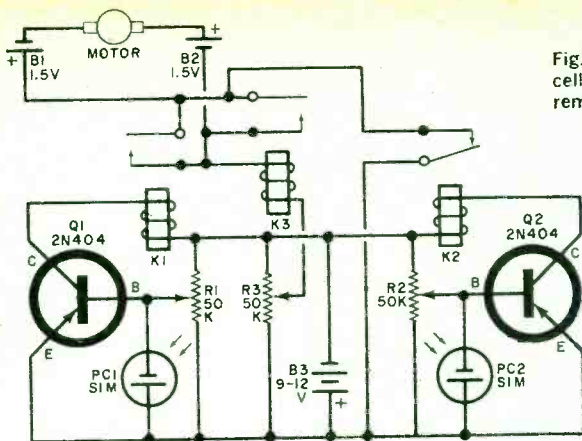 MOTOR
+
B1
1.5V
B2
1.5V
+
Fig.
cell
rem
Q1
2N404
C
B
E
K1
K3
K2
Q2
2N404
C
B
E
R1
50
K
R3
50
K
R2
50K
PC1
SIM
B3
9-12
V
+
PC2
SIM